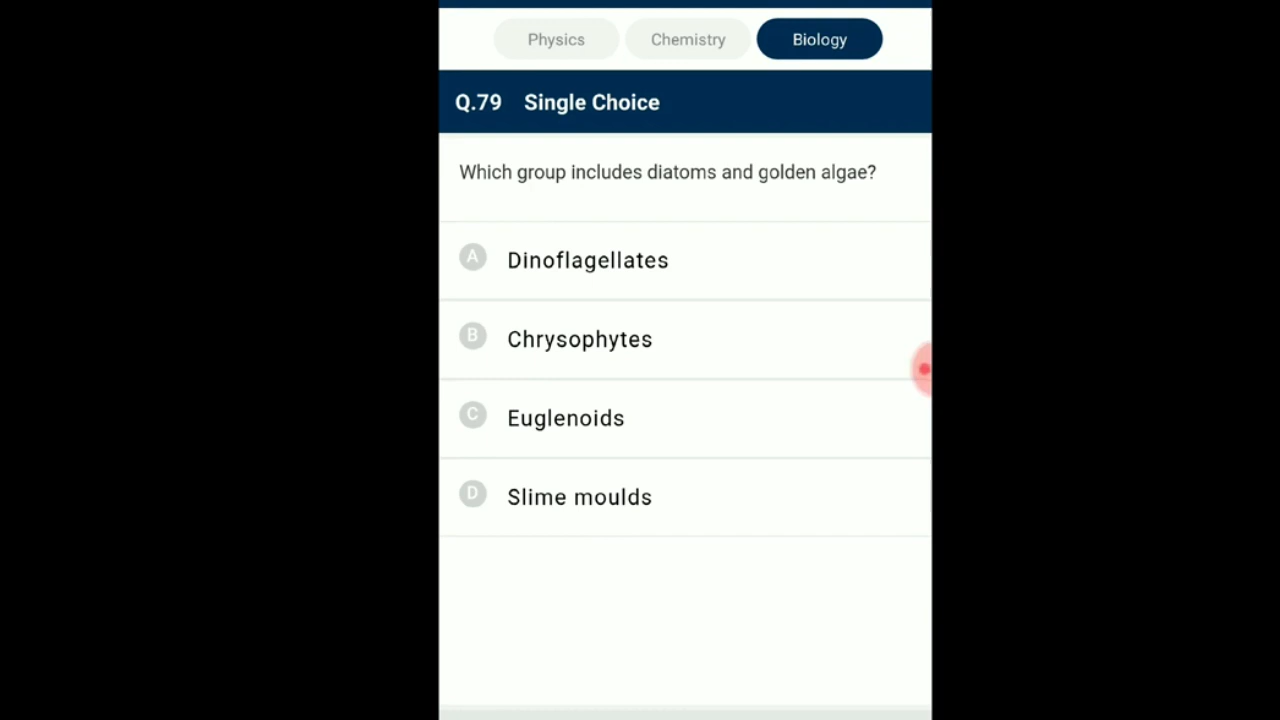 Physics Chemistry Biology
Q.79 Single Choice
Which group includes diatoms and golden algae?
A Dinoflagellates
B Chrysophytes
C Euglenoids
D Slime moulds